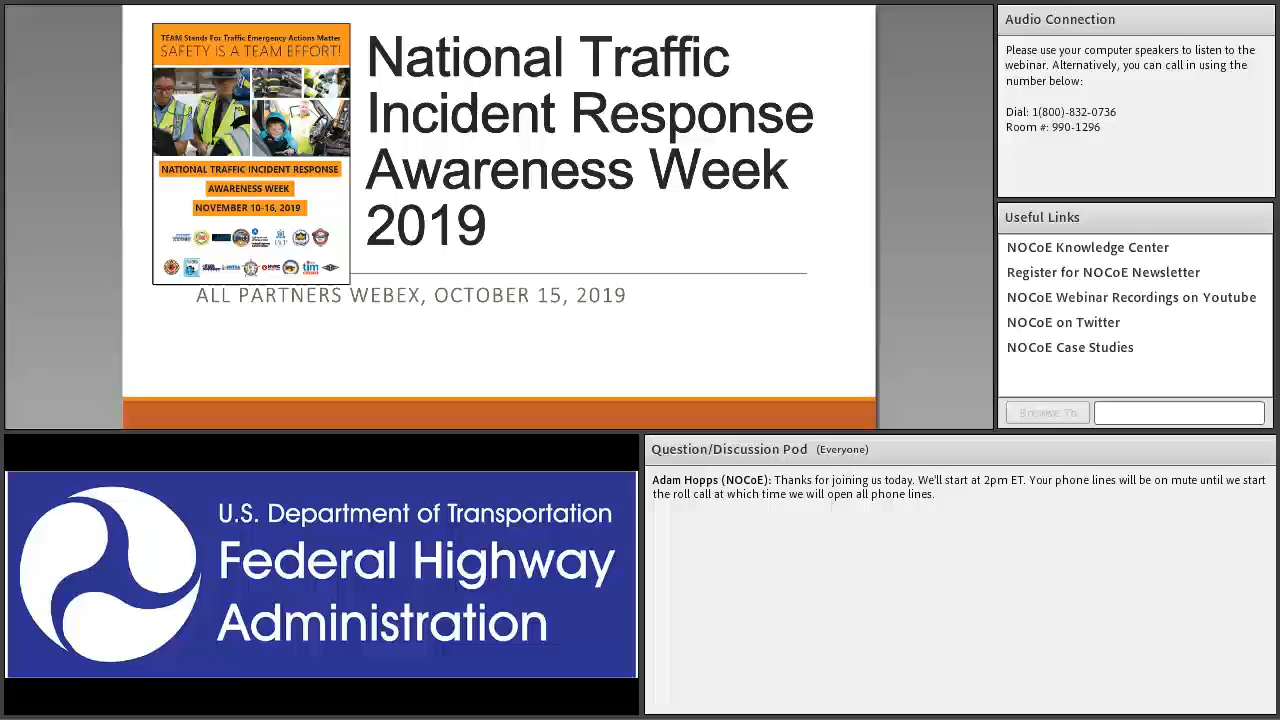 TEAM Stands For Traffic Emergency Actions Matter
SAFETY IS A TEAM EFFORT!
NATIONAL TRAFFIC INCIDENT RESPONSE
AWARENESS WEEK
NOVEMBER 10-16, 2019
National Traffic
Incident Response
Awareness Week
2019
ALL PARTNERS WEBEX, OCTOBER 15, 2019
Audio Connection
Please use your computer speakers to listen to the
webinar. Alternatively, you can call in using the
number below:
Dial: 1(800)-832-0736
Room #: 990-1296
Useful Links
NOCoE Knowledge Center
Register for NOCoE Newsletter
NOCoE Webinar Recordings on Youtube
NOCoE on Twitter
NOCoE Case Studies
Browse To
U.S. Department of Transportation
Federal Highway
Administration
Question/Discussion Pod (Everyone)
Adam Hopps (NOCoE): Thanks for joining us today. We'll start at 2pm ET. Your phone lines will be on mute until we start
the roll call at which time we will open all phone lines.